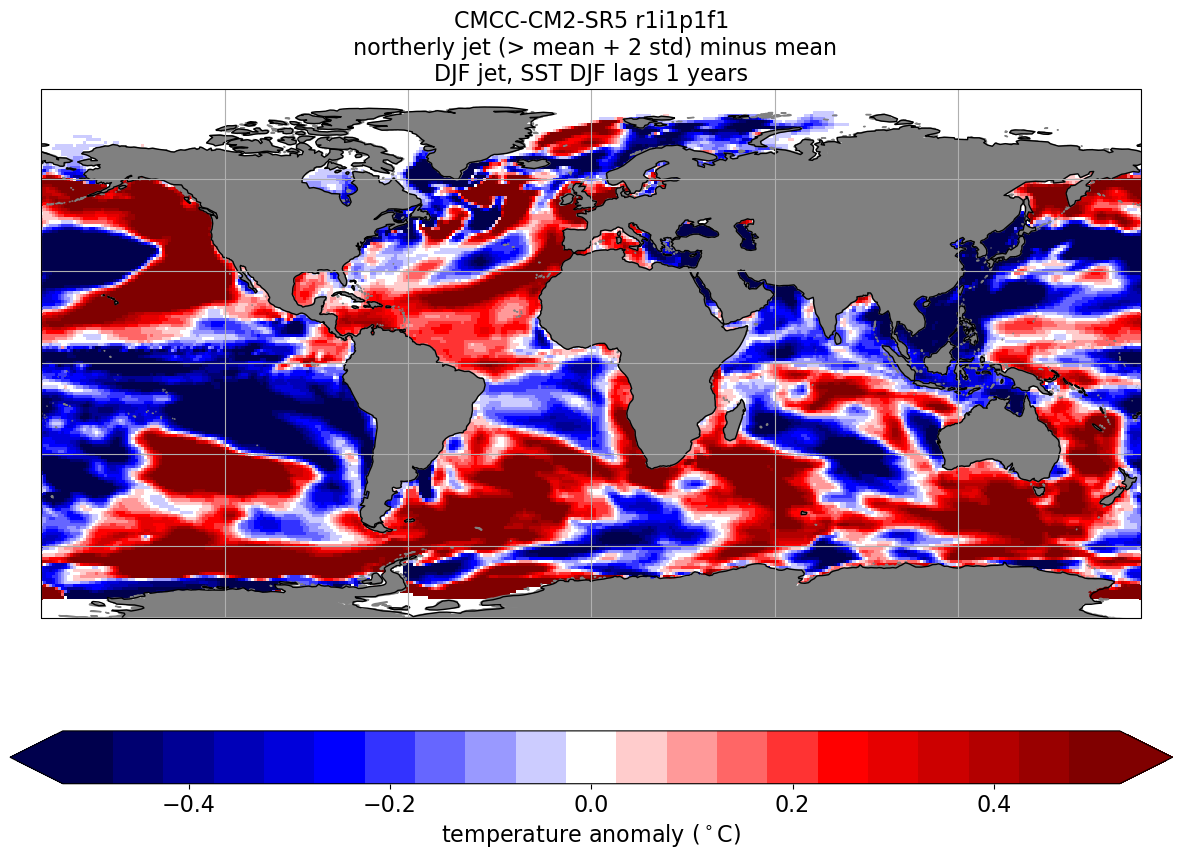 CMCC-CM2-SR5 r1i1p1f1
northerly jet (> mean + 2 std) minus mean
DJF jet, SST DJF lags 1 years
−0.4 −0.2 0.0 0.2 0.4
temperature anomaly (°C)